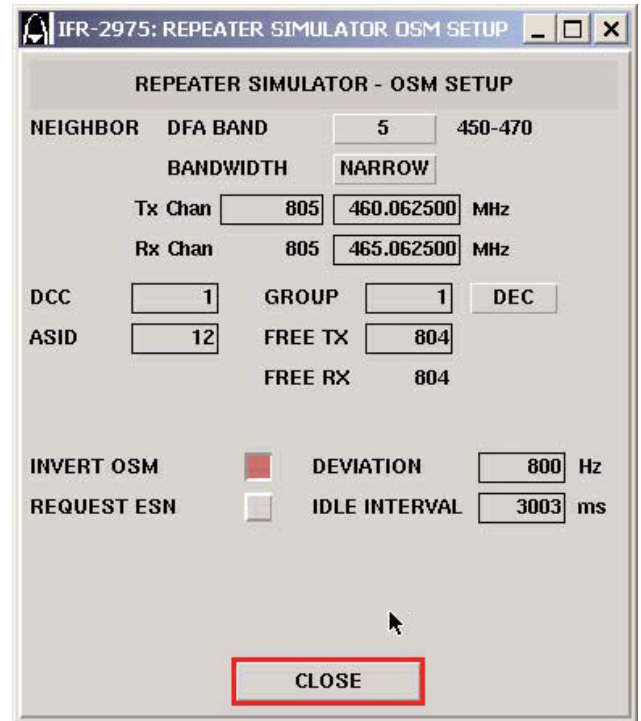 IFR-2975: REPEATER SIMULATOR OSM SETUP
REPEATER SIMULATOR - OSM SETUP
NEIGHBOR DFA BAND 5 450-470
BANDWIDTH NARROW
Tx Chan 805 460.062500 MHz
Rx Chan 805 465.062500 MHz
DCC 1 GROUP 1 DEC
ASID 12 FREE TX 804
FREE RX 804
INVERT OSM DEVIATION 800 Hz
REQUEST ESN IDLE INTERVAL 3003 ms
CLOSE